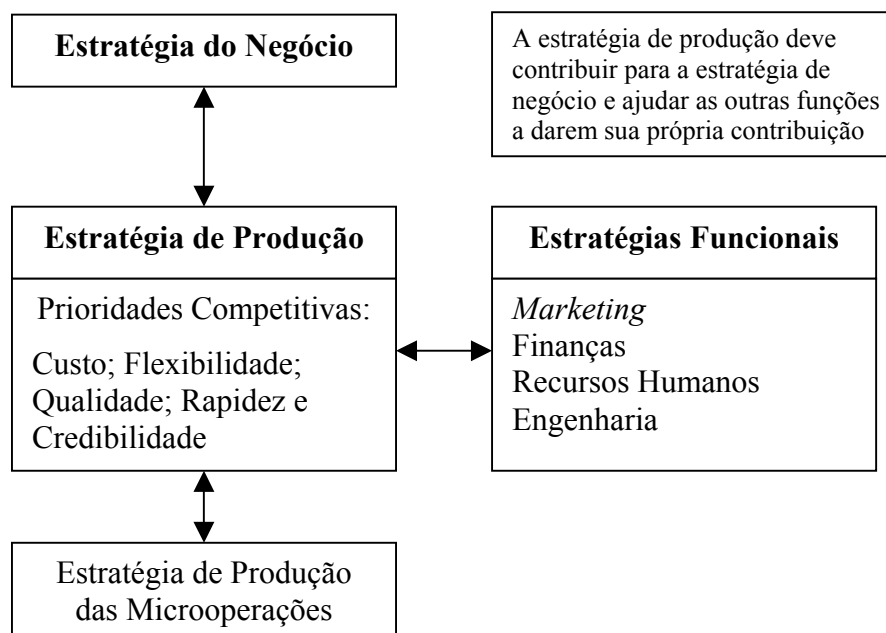 Estratégia do Negócio
A estratégia de produção deve
contribuir para a estratégia de
negócio e ajudar as outras funções
a darem sua própria contribuição
Estratégia de Produção
Prioridades Competitivas:
Custo; Flexibilidade;
Qualidade; Rapidez e
Credibilidade
Estratégias Funcionais
Marketing
Finanças
Recursos Humanos
Engenharia
Estratégia de Produção
das Microoperações